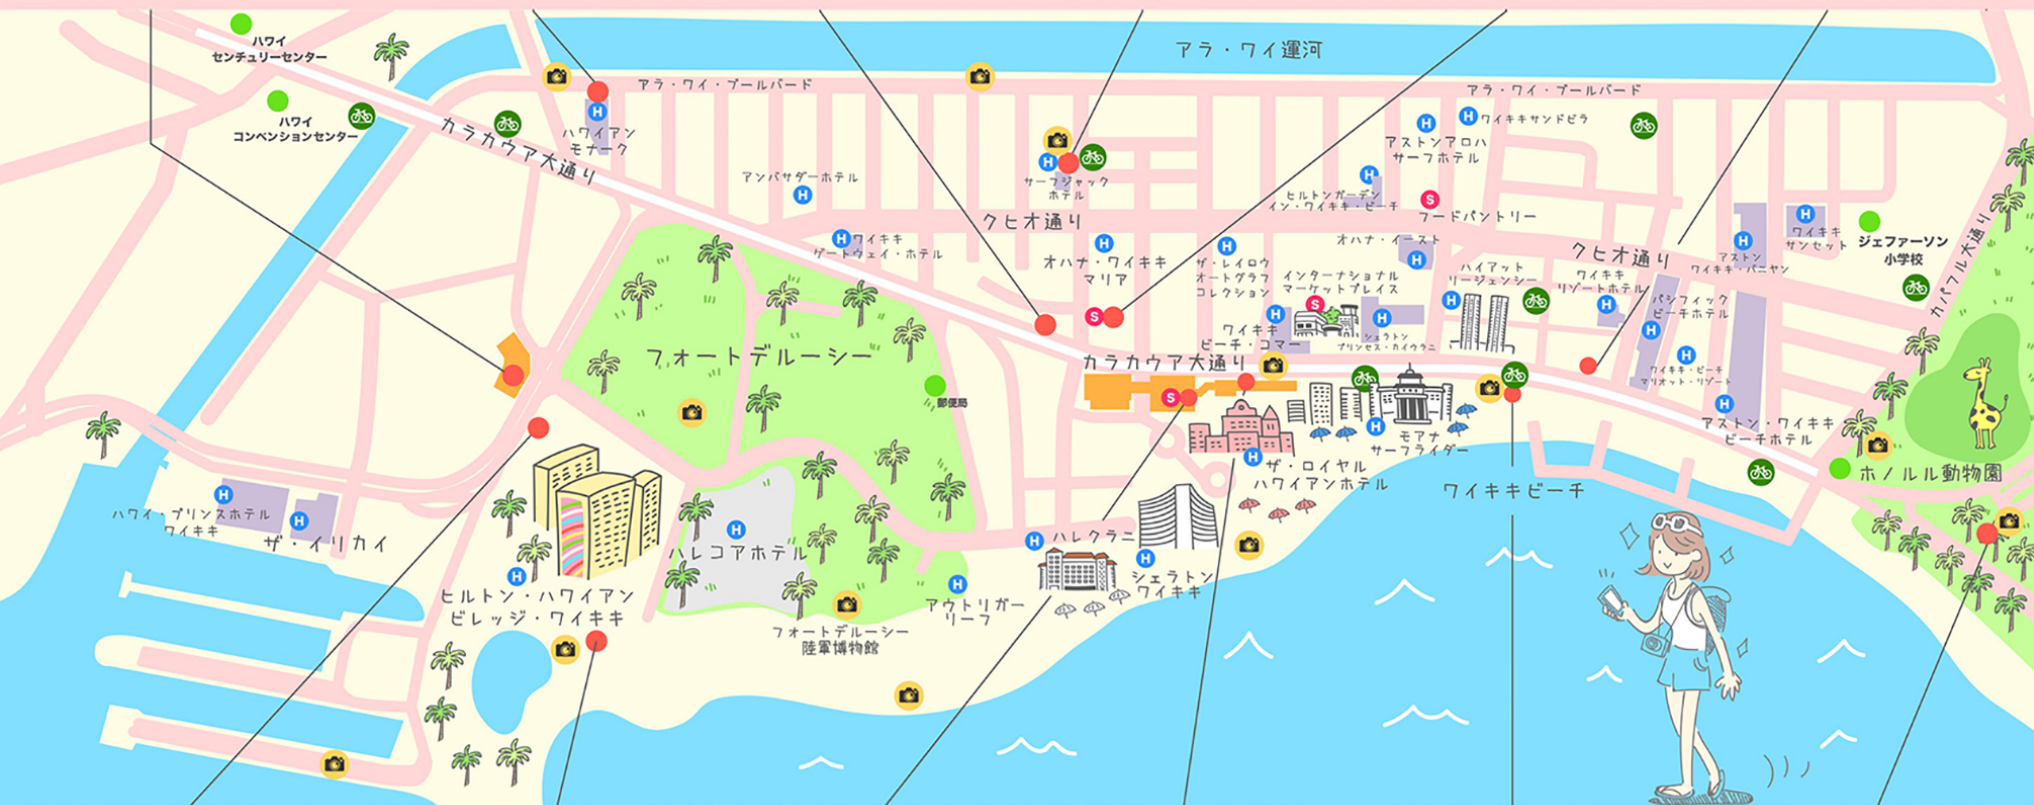 ハワイ
センチュリーセンター
ハワイ
コンベンションセンター
アラ・ワイ運河
アラ・ワイ・ブールバード
アラ・ワイ・ブールバード
カラカウア大通り
H
ハワイアン
モナーク
アンバサダーホテル
H
H
サーフジャック
ホテル
H
アストンアロハ
サーフホテル
H
ワイキキサンドビラ
H
ヒルトンガーデン
イン・ワイキキ・ビーチ
S
フードパントリー
クヒオ通り
H
ワイキキ
ゲートウェイ・ホテル
H
オハナ・ワイキキ
マリア
S
H
ザ・レイロウ
オートグラフ
コレクション
オハナ・イースト
H
インターナショナル
マーケットプレイス
S
ハイアット
リージェンシー
H
クヒオ通り
ワイキキ
リゾートホテル
H
パシフィック
ビーチホテル
H
H
アストン
ワイキキ・バニヤン
H
ワイキキ
サンセット
ジェファーソン
小学校
カパフル大通り
H
ワイキキ
ビーチ・コマー
H
シェラトン
プリンセス・カイウラニ
H
ワイキキ・ビーチ
マリオット・リゾート
H
アストン・ワイキキ
ビーチホテル
フォートデルーシー
郵便局
カラカウア大通り
S
H
モアナ
サーフライダー
H
ザ・ロイヤル
ハワイアンホテル
ワイキキビーチ
ホノルル動物園
H
ハワイ・プリンスホテル
ワイキキ
H
ザ・イリカイ
H
ハレコアホテル
H
ハレクラニ
H
シェラトン
ワイキキ
H
ヒルトン・ハワイアン
ビレッジ・ワイキキ
H
アウトリガー
リーフ
フォートデルーシー
陸軍博物館